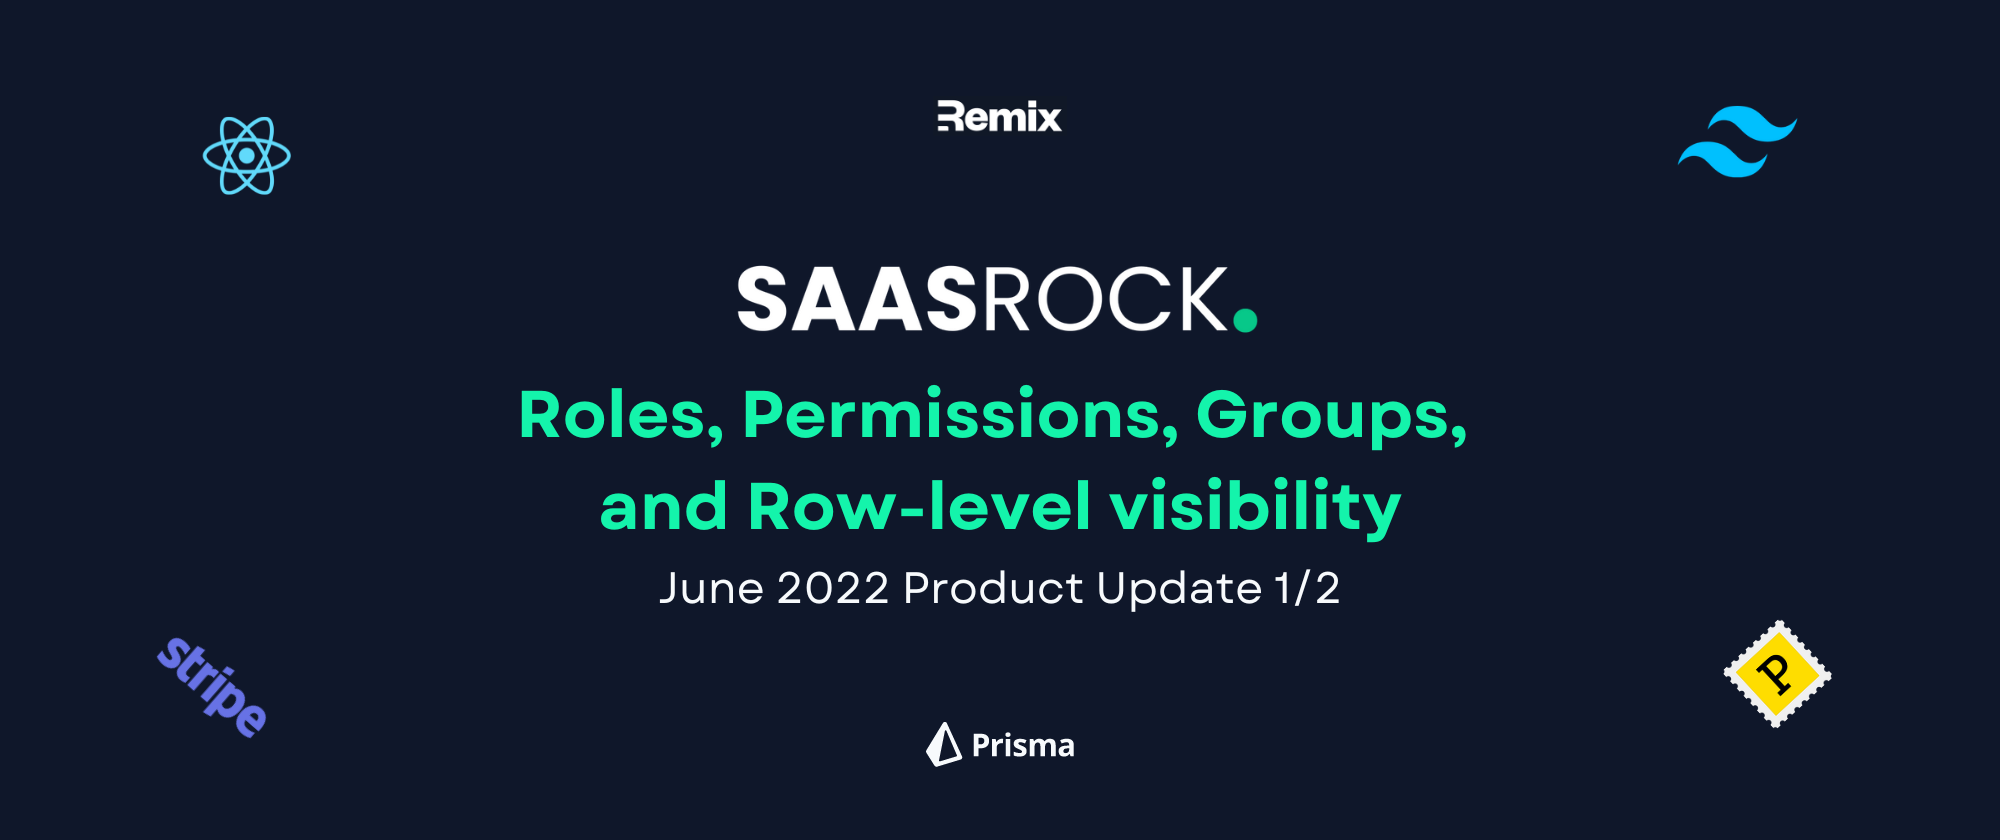 Remix
SAASROCK.
Roles, Permissions, Groups,
and Row-level visibility
June 2022 Product Update 1/2
stripe
P
Prisma